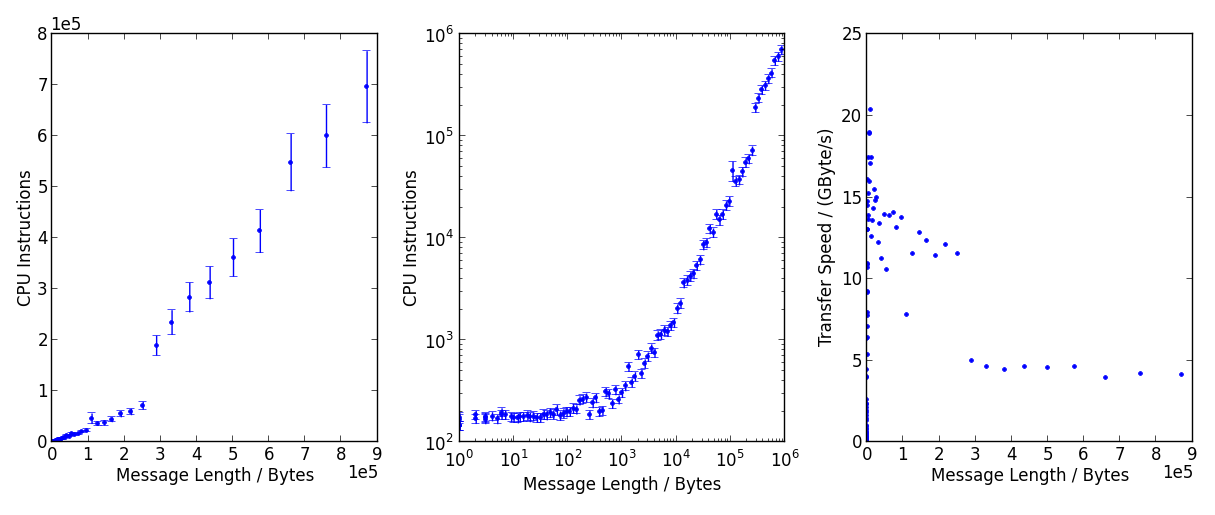 1e5
8
7
6
5
4
3
2
1
0
CPU Instructions
0 1 2 3 4 5 6 7 8 9
Message Length / Bytes
1e5
10^6
10^5
10^4
10^3
10^2
CPU Instructions
10^0 10^1 10^2 10^3 10^4 10^5 10^6
Message Length / Bytes
25
20
15
10
5
0
Transfer Speed / (GByte/s)
0 1 2 3 4 5 6 7 8 9
Message Length / Bytes
1e5